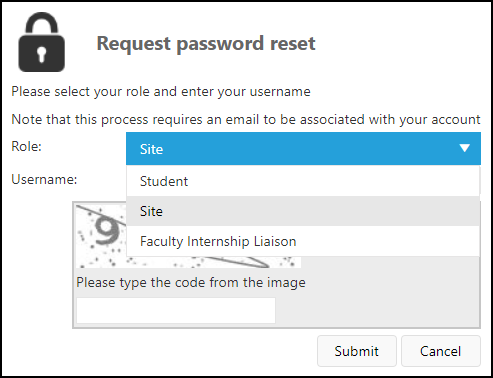 Request password reset
Please select your role and enter your username
Note that this process requires an email to be associated with your account
Role: Site
Student
Username:
Site
Faculty Internship Liaison
9
Please type the code from the image
Submit Cancel